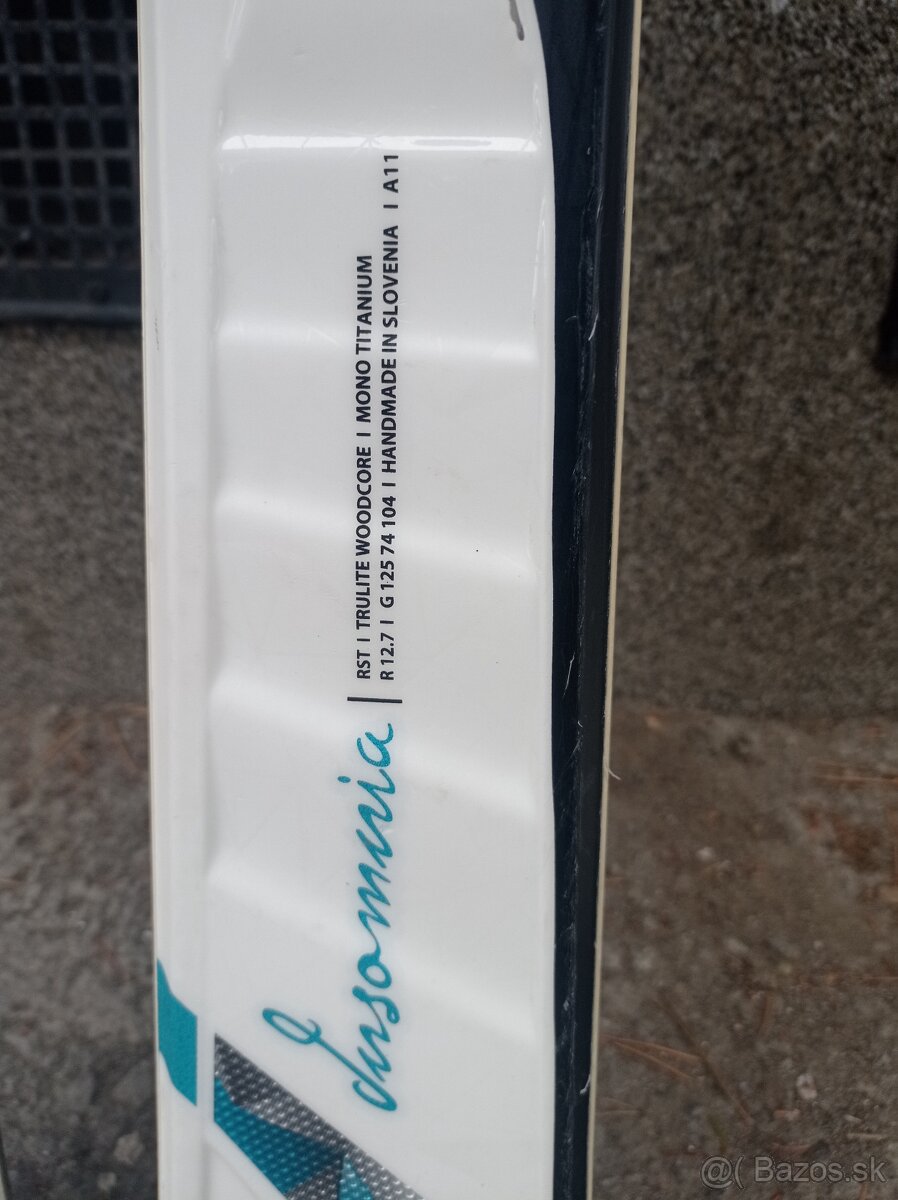 Insomnia
RST I TRULITE WOODCORE I MONO TITANIUM
R 12.7 I G 125 74 104 I HANDMADE IN SLOVENIA I A11
@( Bazos.sk